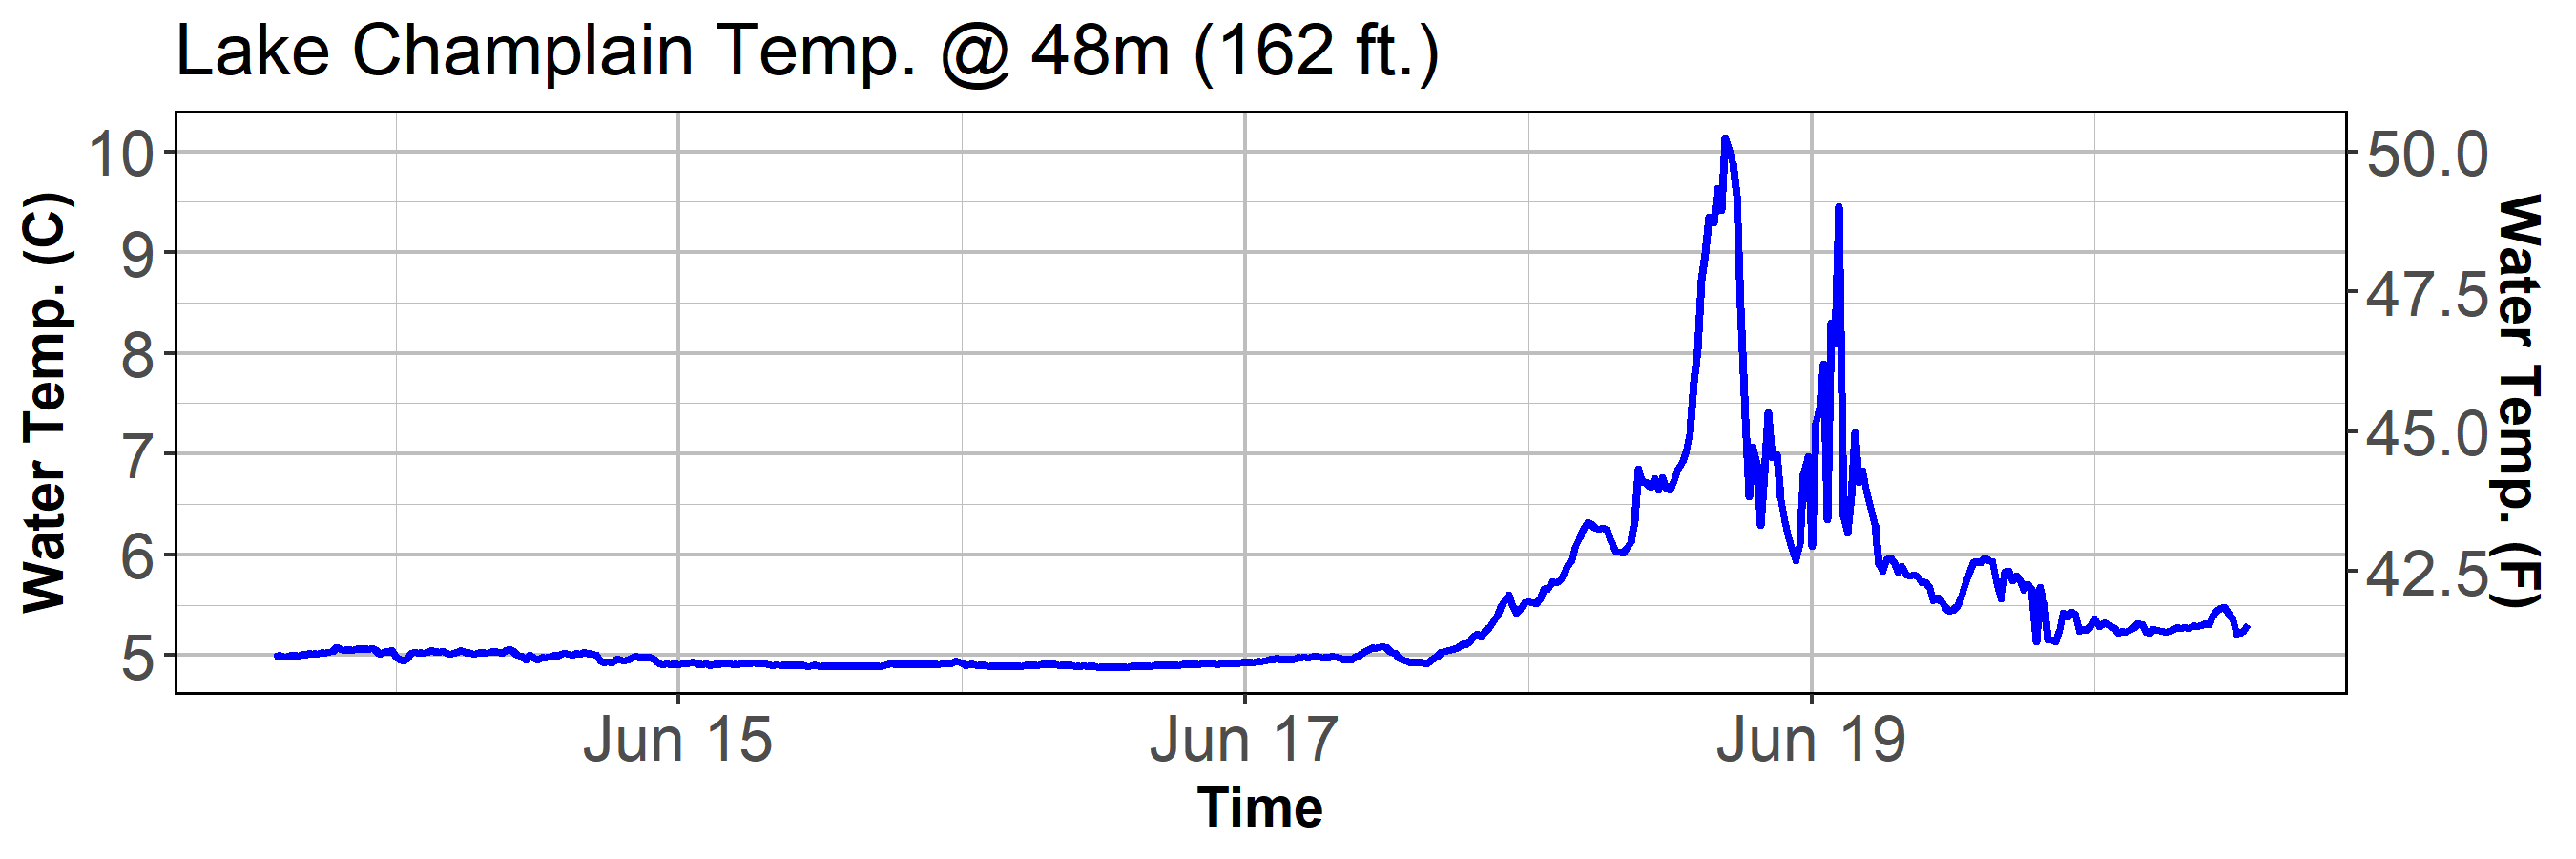 Lake Champlain Temp. @ 48m (162 ft.)
Water Temp. (C)
10
9
8
7
6
5
50.0
47.5
45.0
42.5
Water Temp. (F)
Jun 15
Jun 17
Jun 19
Time